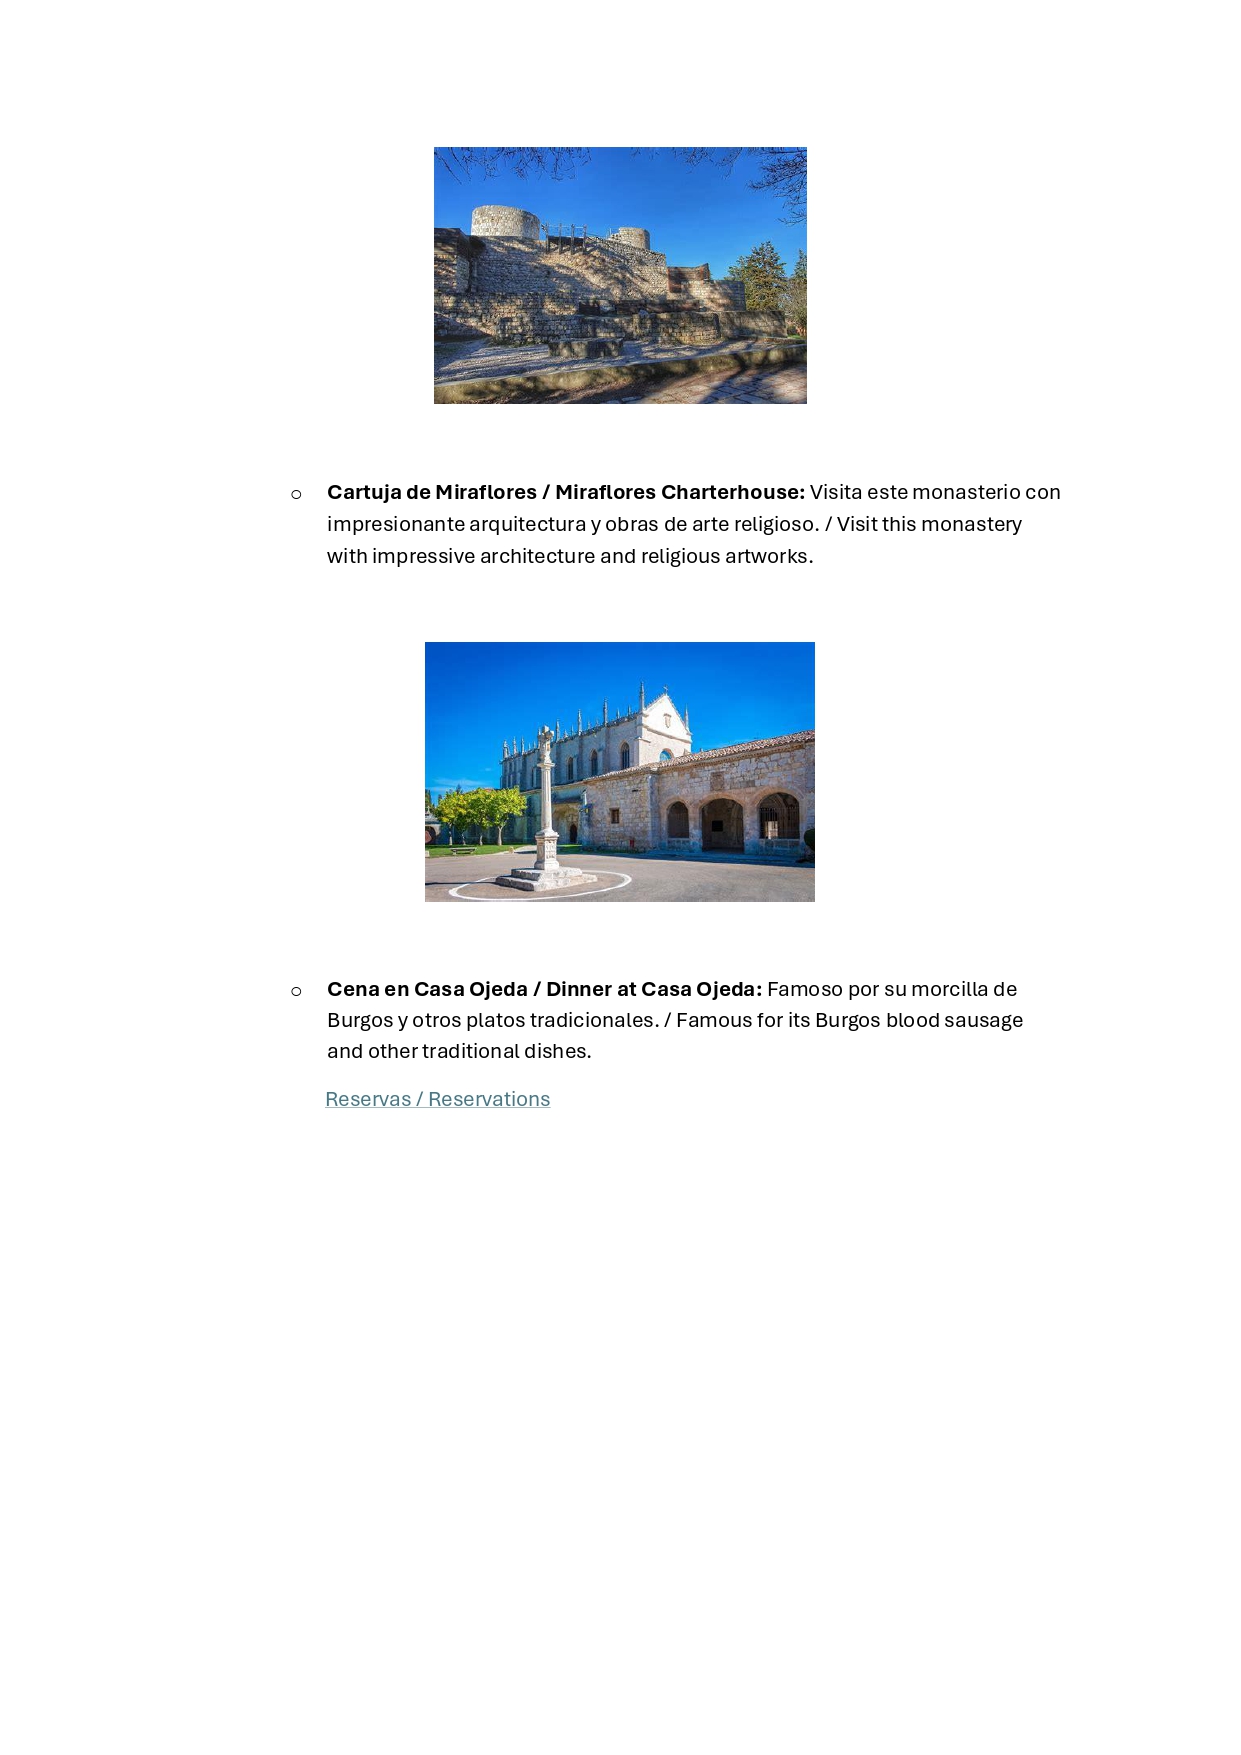 o Cartuja de Miraflores / Miraflores Charterhouse: Visita este monasterio con
impresionante arquitectura y obras de arte religioso. / Visit this monastery
with impressive architecture and religious artworks.
o Cena en Casa Ojeda / Dinner at Casa Ojeda: Famoso por su morcilla de
Burgos y otros platos tradicionales. / Famous for its Burgos blood sausage
and other traditional dishes.
Reservas / Reservations